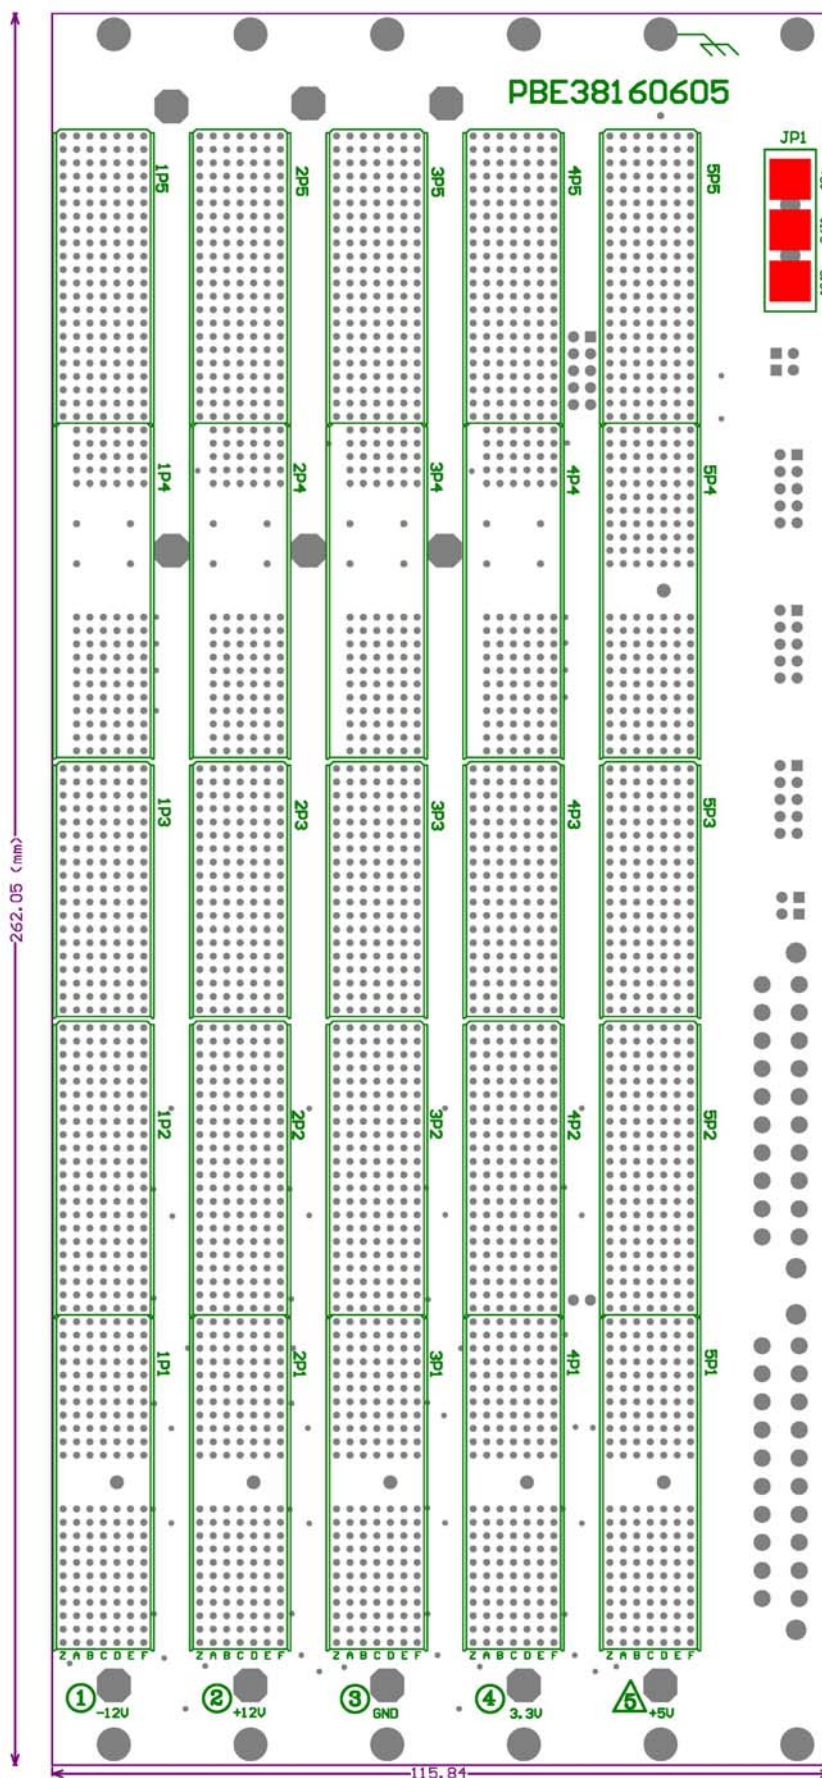 PBE38160605
JP1
1P5 2P5 3P5 4P5 5P5
1P4 2P4 3P4 4P4 5P4
1P3 2P3 3P3 4P3 5P3
262.05 (mm)
1P2 2P2 3P2 4P2 5P2
1P1 2P1 3P1 4P1 5P1
Z A B C D E F Z A B C D E F Z A B C D E F Z A B C D E F Z A B C D E F
1 -12V 2 +12V 3 GND 4 3.3V 5 +5V
115.84